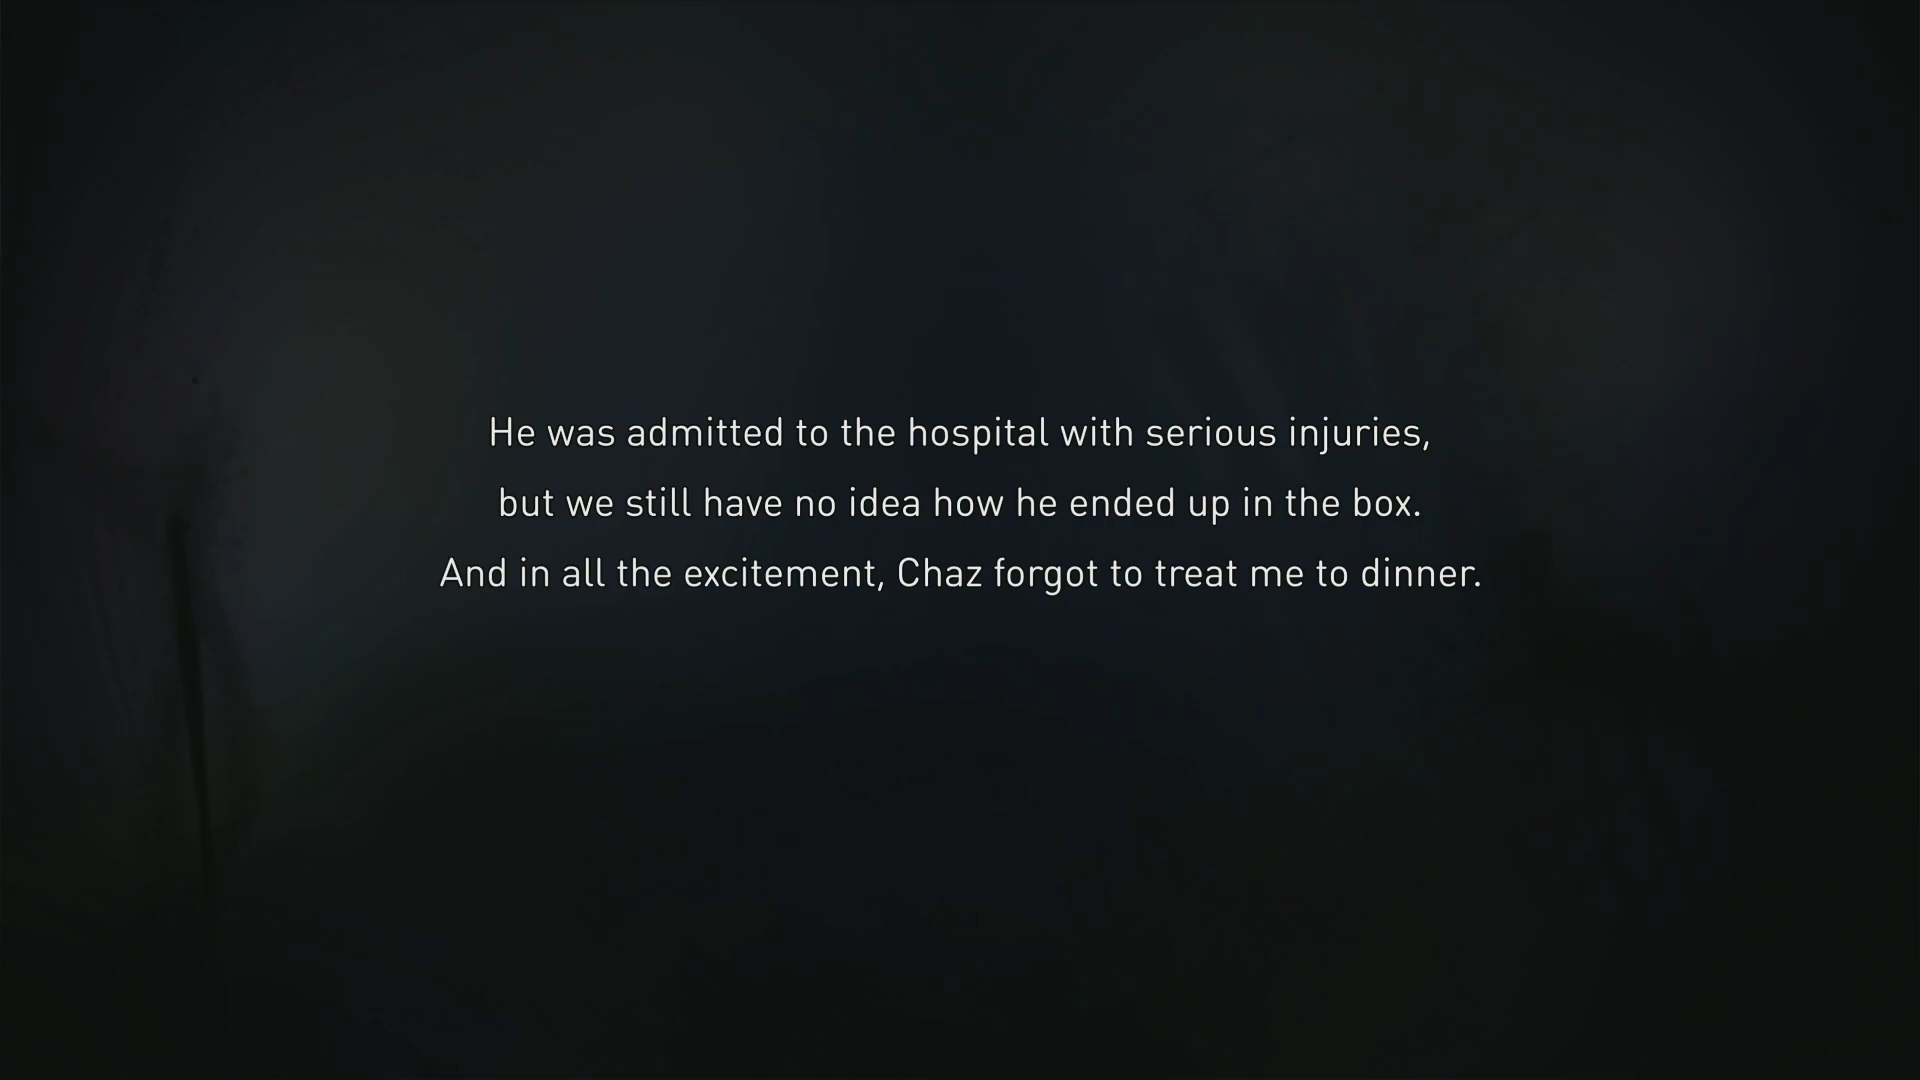 He was admitted to the hospital with serious injuries,
but we still have no idea how he ended up in the box.
And in all the excitement, Chaz forgot to treat me to dinner.